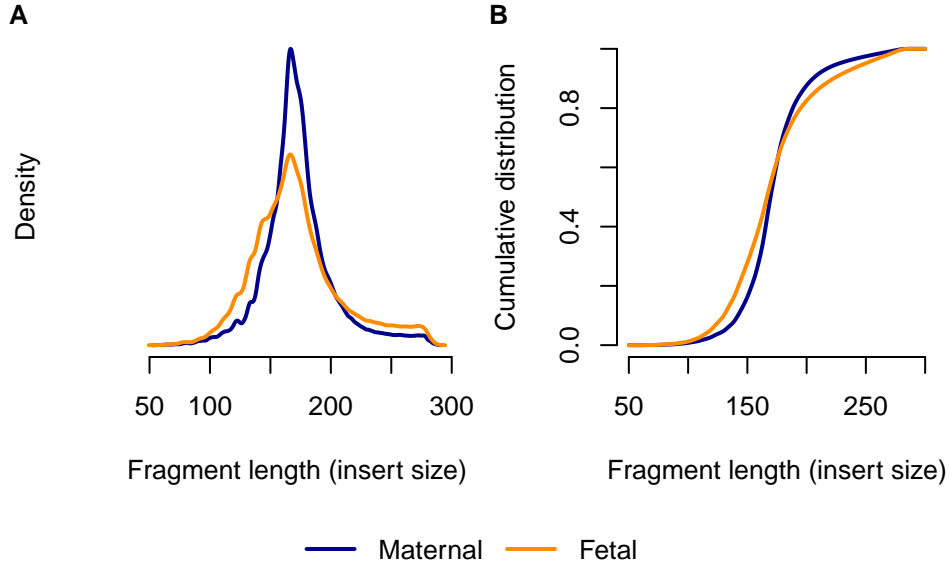 A
Density
50 100 200 300
Fragment length (insert size)
B
Cumulative distribution
0.8
0.4
0.0
50 150 250
Fragment length (insert size)
Maternal Fetal